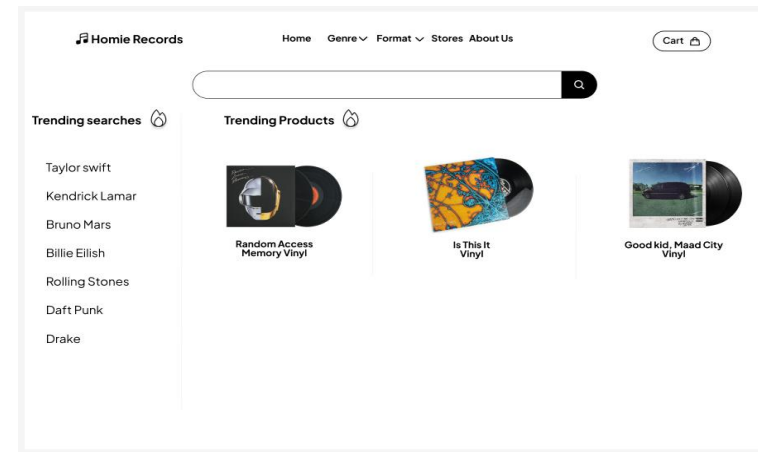 Homie Records
Home Genre Format Stores About Us
Cart
Trending searches
Trending Products
Taylor swift
Kendrick Lamar
Bruno Mars
Billie Eilish
Rolling Stones
Daft Punk
Drake
Random Access
Memory Vinyl
Is This It
Vinyl
Good kid, Maad City
Vinyl